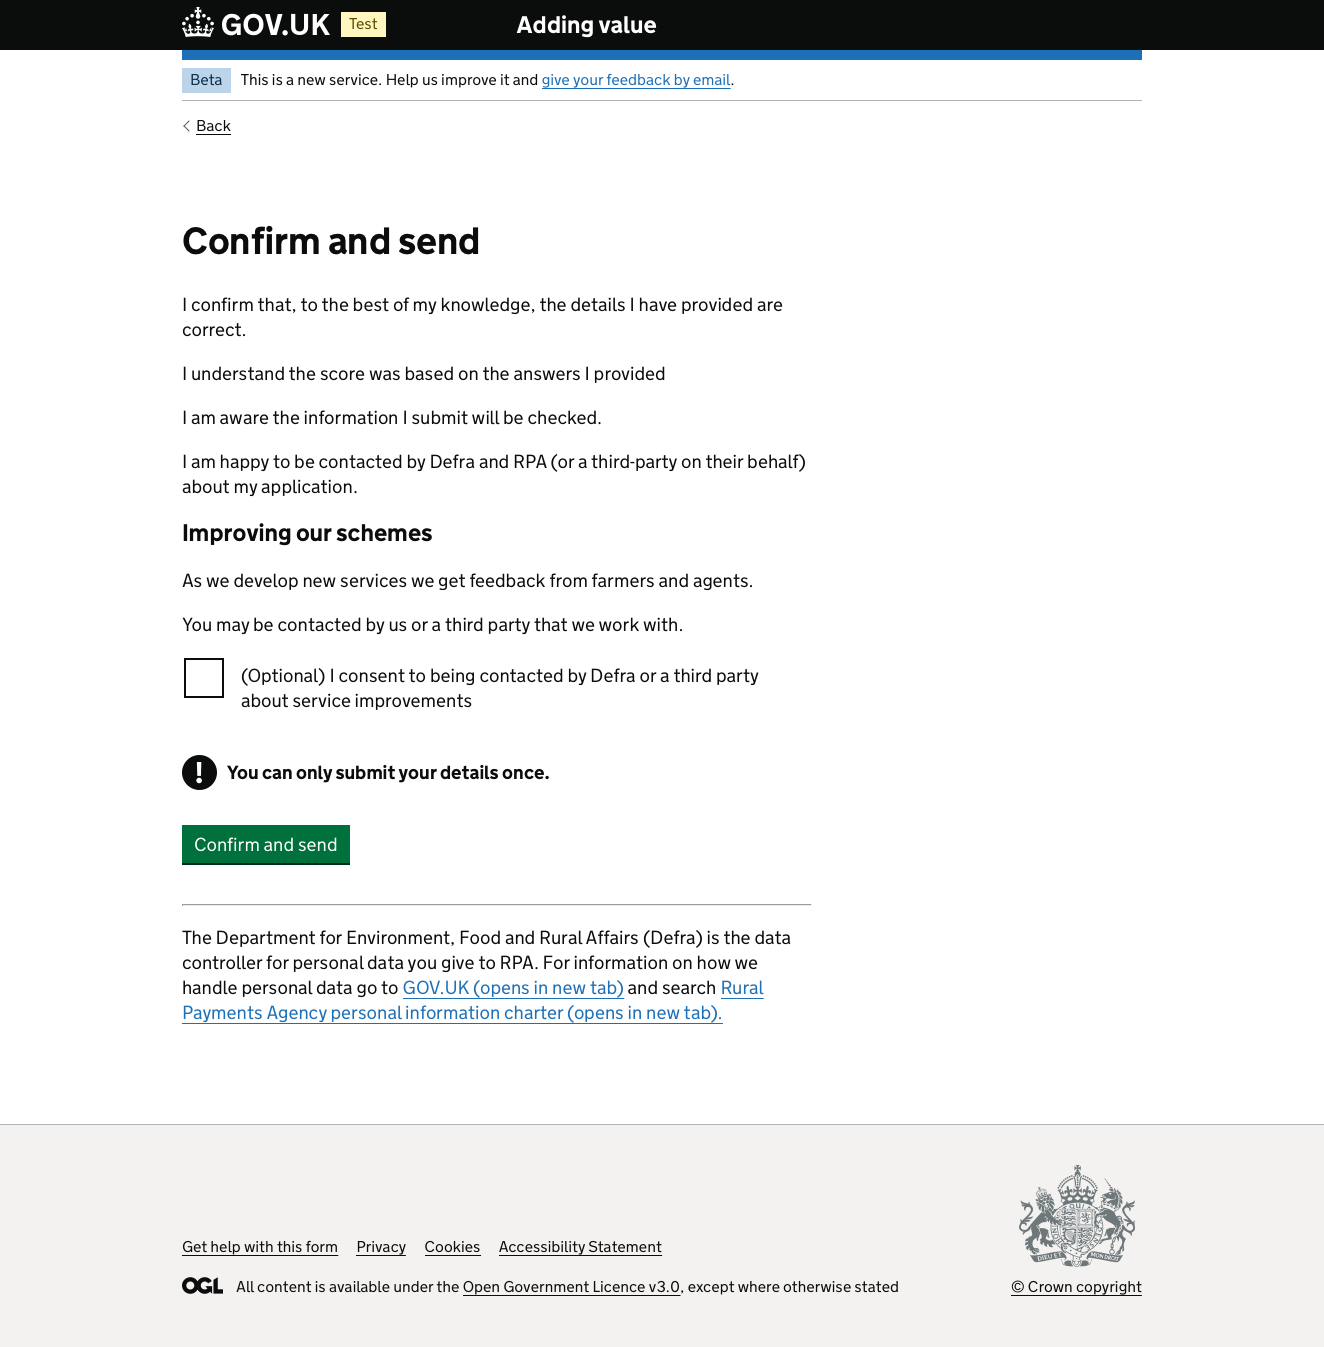 GOV.UK Test Adding value
Beta This is a new service. Help us improve it and give your feedback by email.
Back
Confirm and send
I confirm that, to the best of my knowledge, the details I have provided are
correct.
I understand the score was based on the answers I provided
I am aware the information I submit will be checked.
I am happy to be contacted by Defra and RPA (or a third-party on their behalf)
about my application.
Improving our schemes
As we develop new services we get feedback from farmers and agents.
You may be contacted by us or a third party that we work with.
(Optional) I consent to being contacted by Defra or a third party
about service improvements
! You can only submit your details once.
Confirm and send
The Department for Environment, Food and Rural Affairs (Defra) is the data
controller for personal data you give to RPA. For information on how we
handle personal data go to GOV.UK (opens in new tab) and search Rural
Payments Agency personal information charter (opens in new tab).
Get help with this form Privacy Cookies Accessibility Statement
OGL All content is available under the Open Government Licence v3.0, except where otherwise stated
© Crown copyright